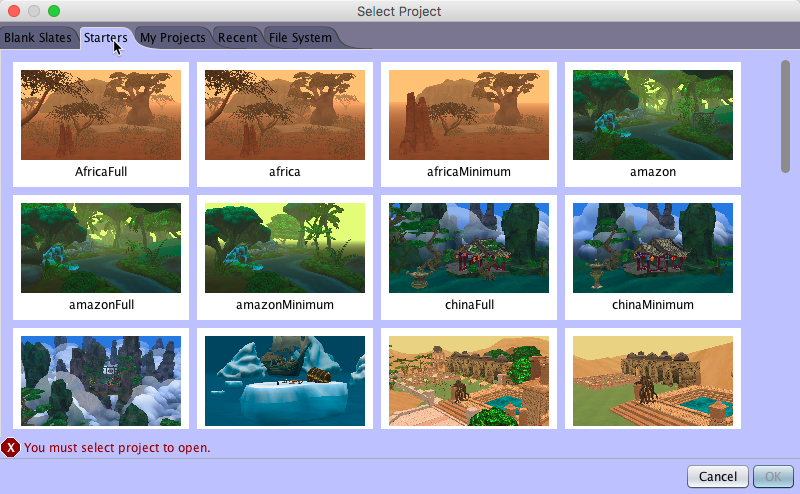 Select Project
Blank Slates Starters My Projects Recent File System
AfricaFull africa africaMinimum amazon
amazonFull amazonMinimum chinaFull chinaMinimum
X You must select project to open.
Cancel OK